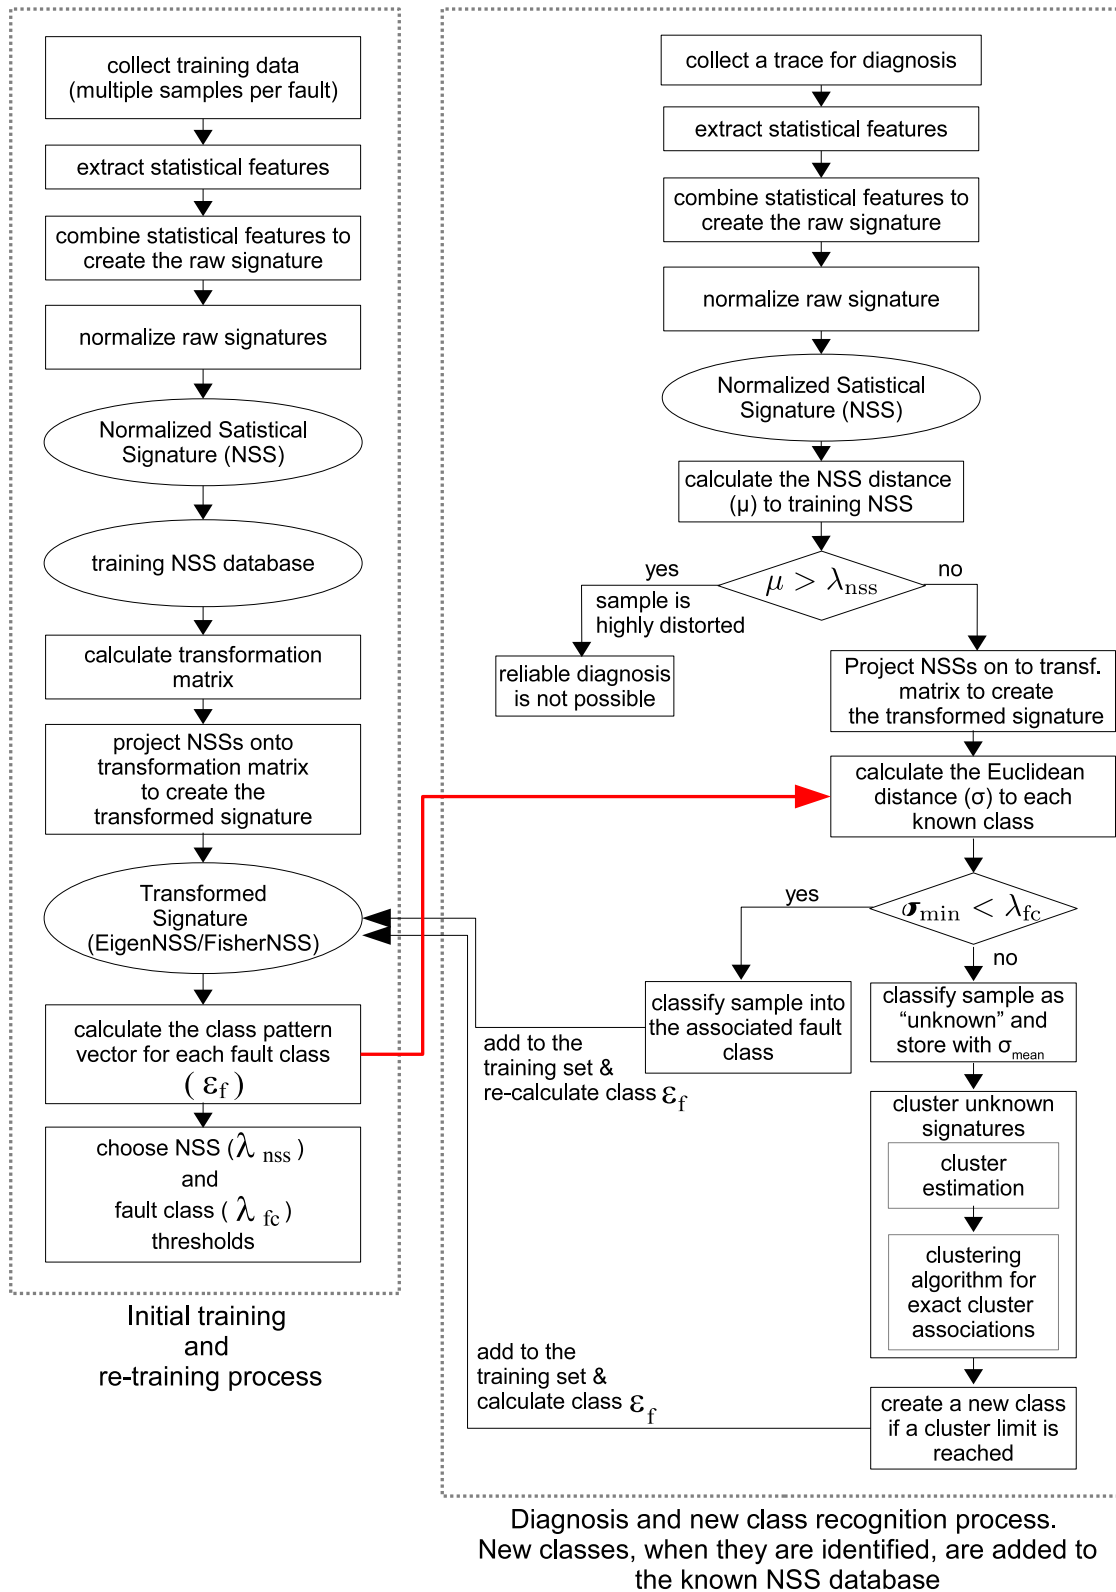 collect training data
(multiple samples per fault)
extract statistical features
combine statistical features to
create the raw signature
normalize raw signatures
Normalized Satistical
Signature (NSS)
training NSS database
calculate transformation
matrix
project NSSs onto
transformation matrix
to create the
transformed signature
Transformed
Signature
(EigenNSS/FisherNSS)
calculate the class pattern
vector for each fault class
( ε_f )
choose NSS (λ_nss)
and
fault class (λ_fc)
thresholds
Initial training
and
re-training process
collect a trace for diagnosis
extract statistical features
combine statistical features to
create the raw signature
normalize raw signature
Normalized Satistical
Signature (NSS)
calculate the NSS distance
(μ) to training NSS
μ > λ_nss
yes
no
sample is
highly distorted
reliable diagnosis
is not possible
Project NSSs on to transf.
matrix to create
the transformed signature
calculate the Euclidean
distance (σ) to each
known class
σ_min < λ_fc
yes
no
classify sample into
the associated fault
class
add to the
training set &
re-calculate class ε_f
classify sample as
“unknown” and
store with σ_mean
cluster unknown
signatures
cluster
estimation
clustering
algorithm for
exact cluster
associations
create a new class
if a cluster limit is
reached
add to the
training set &
calculate class ε_f
Diagnosis and new class recognition process.
New classes, when they are identified, are added to
the known NSS database